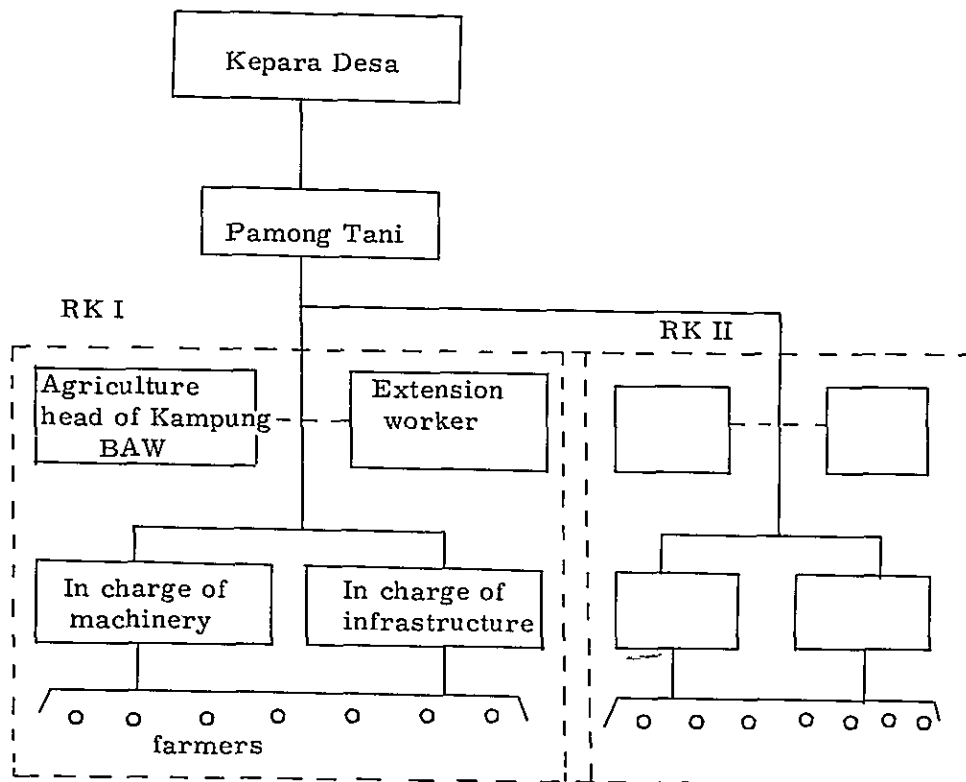 Kepara Desa
Pamong Tani
RK I
RK II
Agriculture
head of Kampung
BAW
Extension
worker
In charge of
machinery
In charge of
infrastructure
farmers